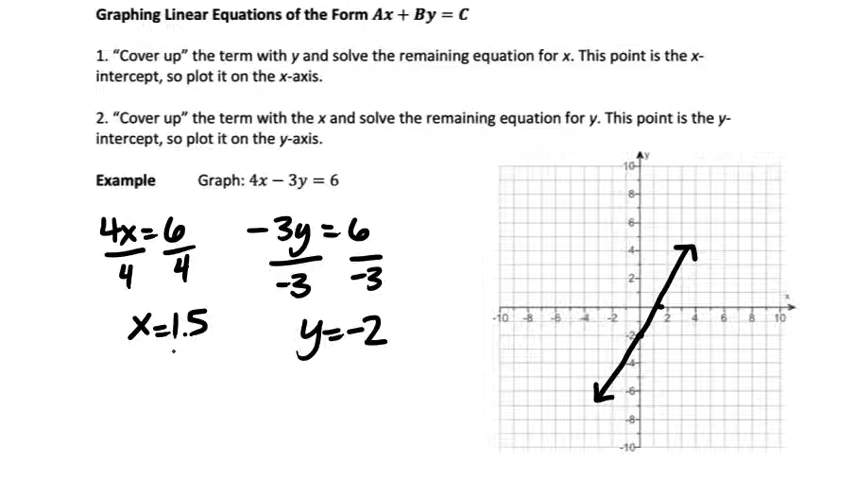 Graphing Linear Equations of the Form Ax + By = C
1. “Cover up” the term with y and solve the remaining equation for x. This point is the x-
intercept, so plot it on the x-axis.
2. “Cover up” the term with the x and solve the remaining equation for y. This point is the y-
intercept, so plot it on the y-axis.
Example Graph: 4x − 3y = 6
4x = 6
4 4
x = 1.5
-3y = 6
-3 -3
y = -2
y
10
8
6
4
2
x
-10 -8 -6 -4 -2 2 4 6 8 10
-2
-4
-6
-8
-10